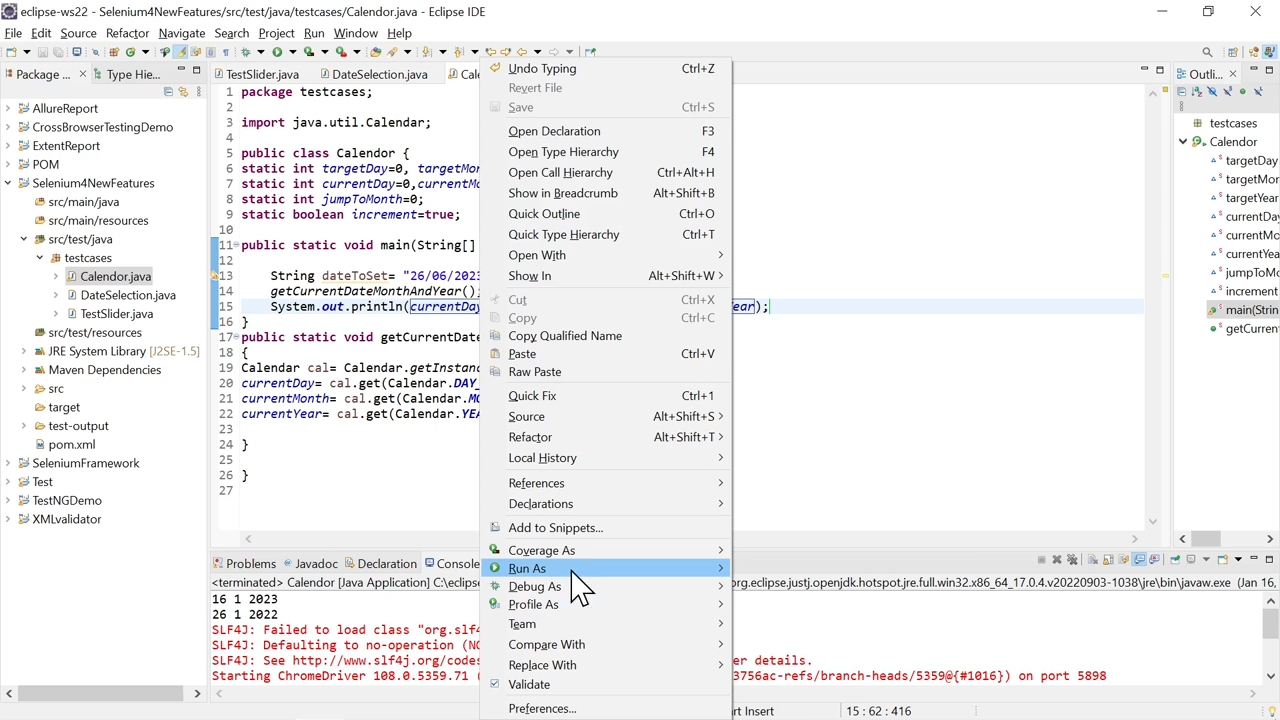 eclipse-ws22 - Selenium4NewFeatures/src/test/java/testcases/Calendor.java - Eclipse IDE
File Edit Source Refactor Navigate Search Project Run Window Help
Package ... Type Hie...
TestSlider.java DateSelection.java Cal
Outli...
AllureReport
CrossBrowserTestingDemo
ExtentReport
POM
Selenium4NewFeatures
src/main/java
src/main/resources
src/test/java
testcases
Calendor.java
DateSelection.java
TestSlider.java
src/test/resources
JRE System Library [J2SE-1.5]
Maven Dependencies
src
target
test-output
pom.xml
SeleniumFramework
Test
TestNGDemo
XMLvalidator
1 package testcases;
2
3 import java.util.Calendar;
4
5 public class Calendor {
6 static int targetDay=0, targetMon
7 static int currentDay=0,currentMo
8 static int jumpToMonth=0;
9 static boolean increment=true;
10
11 public static void main(String[]
13 String dateToSet= "26/06/2023
14 getCurrentDateMonthAndYear();
15 System.out.println(currentDay ear);
16 }
17 public static void getCurrentDate
18 {
19 Calendar cal= Calendar.getInstanc
20 currentDay= cal.get(Calendar.DAY_
21 currentMonth= cal.get(Calendar.MO
22 currentYear= cal.get(Calendar.YEA
23
24 }
25
26 }
27
Undo Typing Ctrl+Z
Revert File
Save Ctrl+S
Open Declaration F3
Open Type Hierarchy F4
Open Call Hierarchy Ctrl+Alt+H
Show in Breadcrumb Alt+Shift+B
Quick Outline Ctrl+O
Quick Type Hierarchy Ctrl+T
Open With
Show In Alt+Shift+W
Cut Ctrl+X
Copy Ctrl+C
Copy Qualified Name
Paste Ctrl+V
Raw Paste
Quick Fix Ctrl+1
Source Alt+Shift+S
Refactor Alt+Shift+T
Local History
References
Declarations
Add to Snippets...
Coverage As
Run As
Debug As
Profile As
Team
Compare With
Replace With
Validate
Preferences...
testcases
Calendor
targetDay
targetMor
targetYear
currentDay
currentMo
currentYea
jumpToMo
increment
main(Strin
getCurren
Problems Javadoc Declaration Console
<terminated> Calendor [Java Application] C:\eclipse org.eclipse.justj.openjdk.hotspot.jre.full.win32.x86_64_17.0.4.v20220903-1038\jre\bin\javaw.exe (Jan 16,
16 1 2023
26 1 2022
SLF4J: Failed to load class "org.slf4
SLF4J: Defaulting to no-operation (NO
SLF4J: See http://www.slf4j.org/codes er details.
Starting ChromeDriver 108.0.5359.71 ( 3756ac-refs/branch-heads/5359@{#1016}) on port 5898
rt Insert 15 : 62 : 416